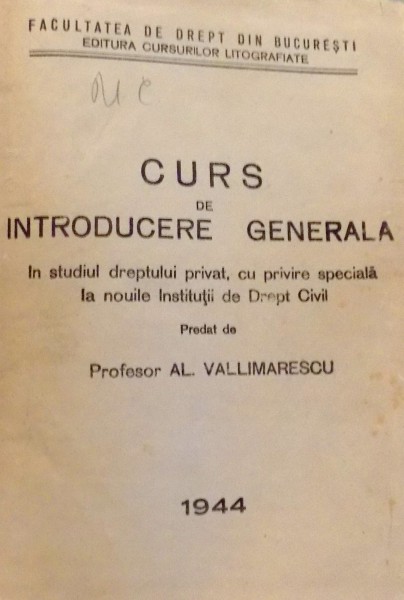 FACULTATEA DE DREPT DIN BUCUREȘTI
EDITURA CURSURILOR LITOGRAFIATE
CURS
DE
INTRODUCERE GENERALA
In studiul dreptului privat, cu privire specială
la nouile Instituții de Drept Civil
Predat de
Profesor AL. VALLIMARESCU
1944